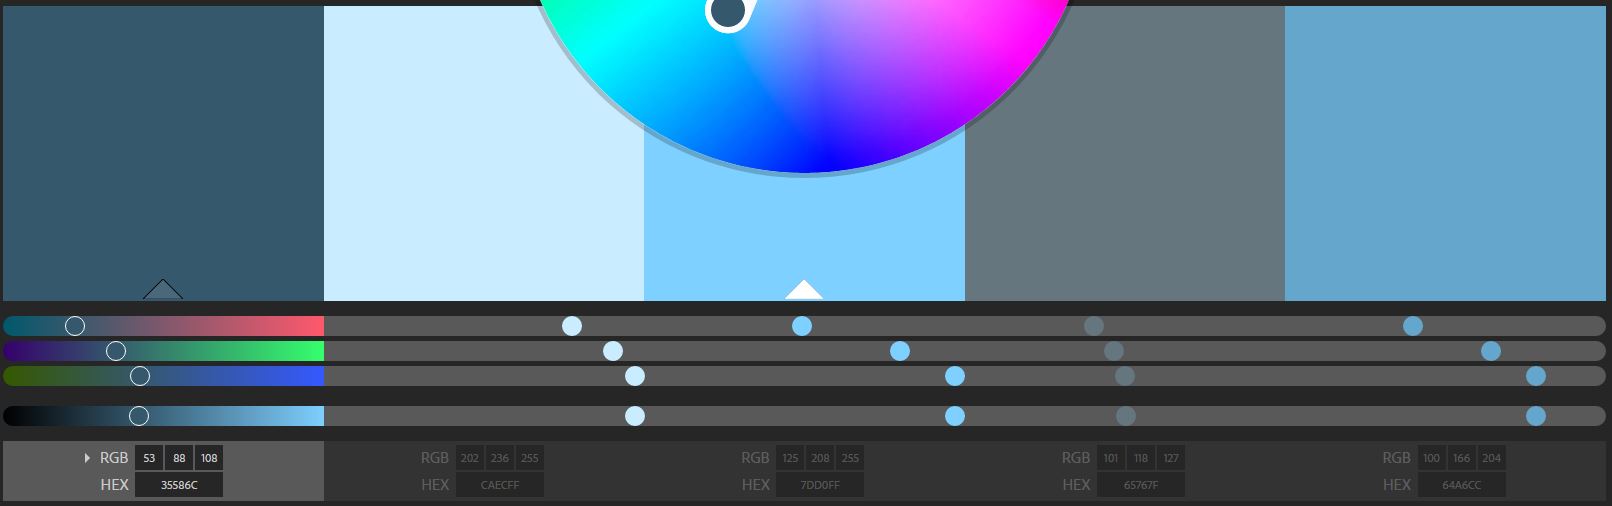 RGB 53 88 108
HEX 35586C
RGB 202 236 255
HEX CAECFF
RGB 125 208 255
HEX 7DD0FF
RGB 101 118 127
HEX 65767F
RGB 100 166 204
HEX 64A6CC